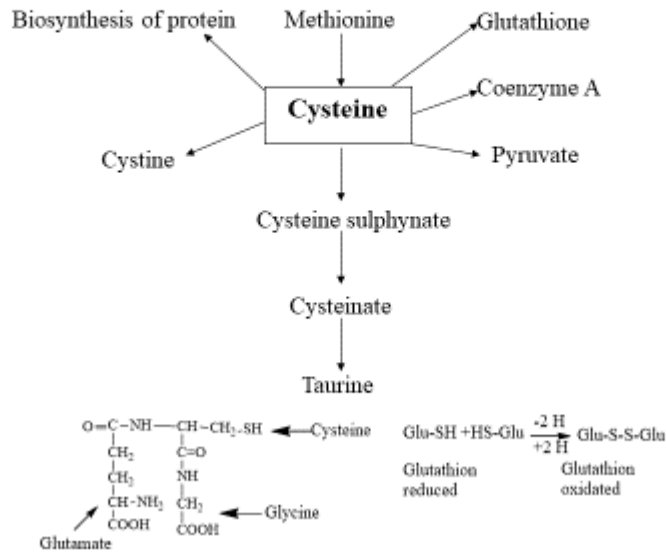 Biosynthesis of protein Methionine Glutathione
Coenzyme A
Cysteine
Cystine Pyruvate
Cysteine sulphynate
Cysteinate
Taurine
O=C-NH-CH-CH2-SH Cysteine
CH2 C=O
CH2 NH
CH-NH2 CH2 Glycine
COOH COOH
Glutamate
-2 H
Glu-SH +HS-Glu Glu-S-S-Glu
+2 H
Glutathion Glutathion
reduced oxidated